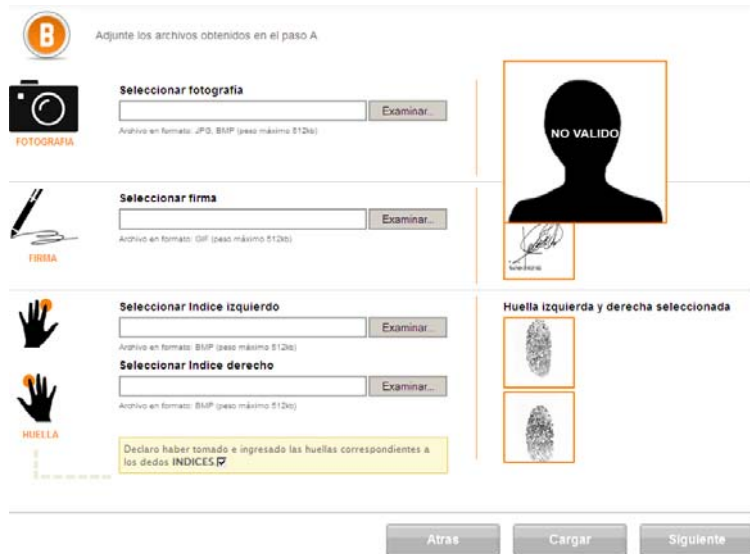 B
Adjunte los archivos obtenidos en el paso A
Seleccionar fotografía
Examinar...
Archivo en formato: JPG, BMP (peso máximo 512kb)
FOTOGRAFIA
NO VALIDO
Seleccionar firma
Examinar...
Archivo en formato: GIF (peso máximo 512kb)
FIRMA
Seleccionar Indice izquierdo
Examinar...
Archivo en formato: BMP (peso máximo 512kb)
Huella izquierda y derecha seleccionada
Seleccionar Indice derecho
Examinar...
Archivo en formato: BMP (peso máximo 512kb)
HUELLA
Declaro haber tomado e ingresado las huellas correspondientes a
los dedos INDICES
Atras
Cargar
Siguiente